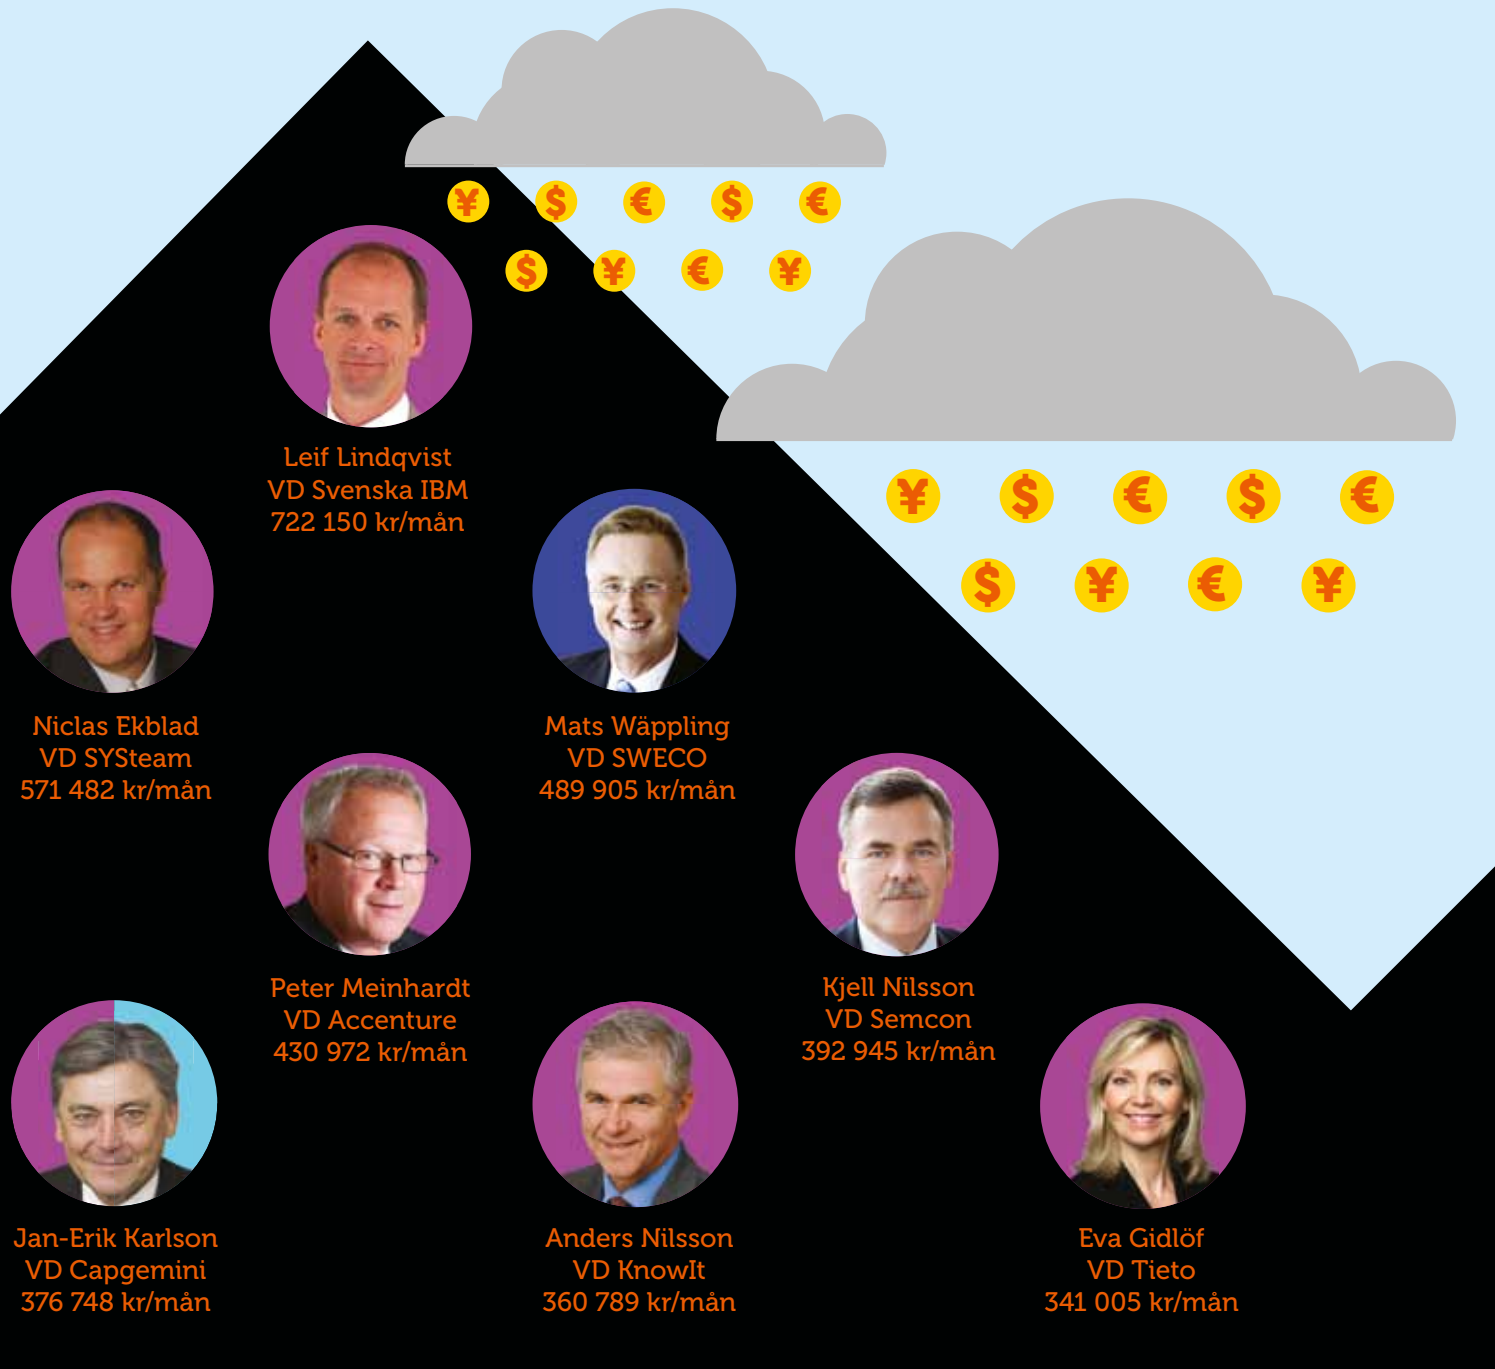 ¥ $ € $ €
$ ¥ € ¥
Leif Lindqvist
VD Svenska IBM
722 150 kr/mån
¥ $ € $ €
$ ¥ € ¥
Niclas Ekblad
VD SYSteam
571 482 kr/mån
Mats Wäppling
VD SWECO
489 905 kr/mån
Peter Meinhardt
VD Accenture
430 972 kr/mån
Kjell Nilsson
VD Semcon
392 945 kr/mån
Jan-Erik Karlson
VD Capgemini
376 748 kr/mån
Anders Nilsson
VD KnowIt
360 789 kr/mån
Eva Gidlöf
VD Tieto
341 005 kr/mån